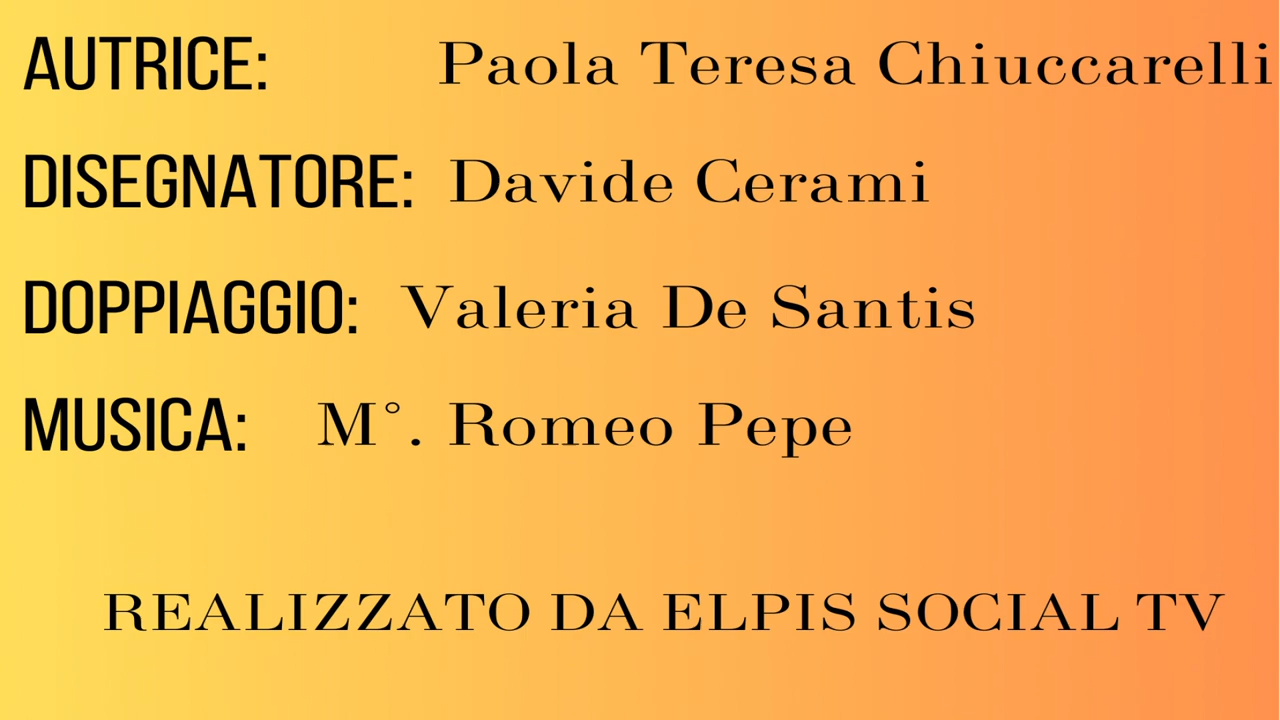 AUTRICE: Paola Teresa Chiuccarelli
DISEGNATORE: Davide Cerami
DOPPIAGGIO: Valeria De Santis
MUSICA: M°. Romeo Pepe
REALIZZATO DA ELPIS SOCIAL TV